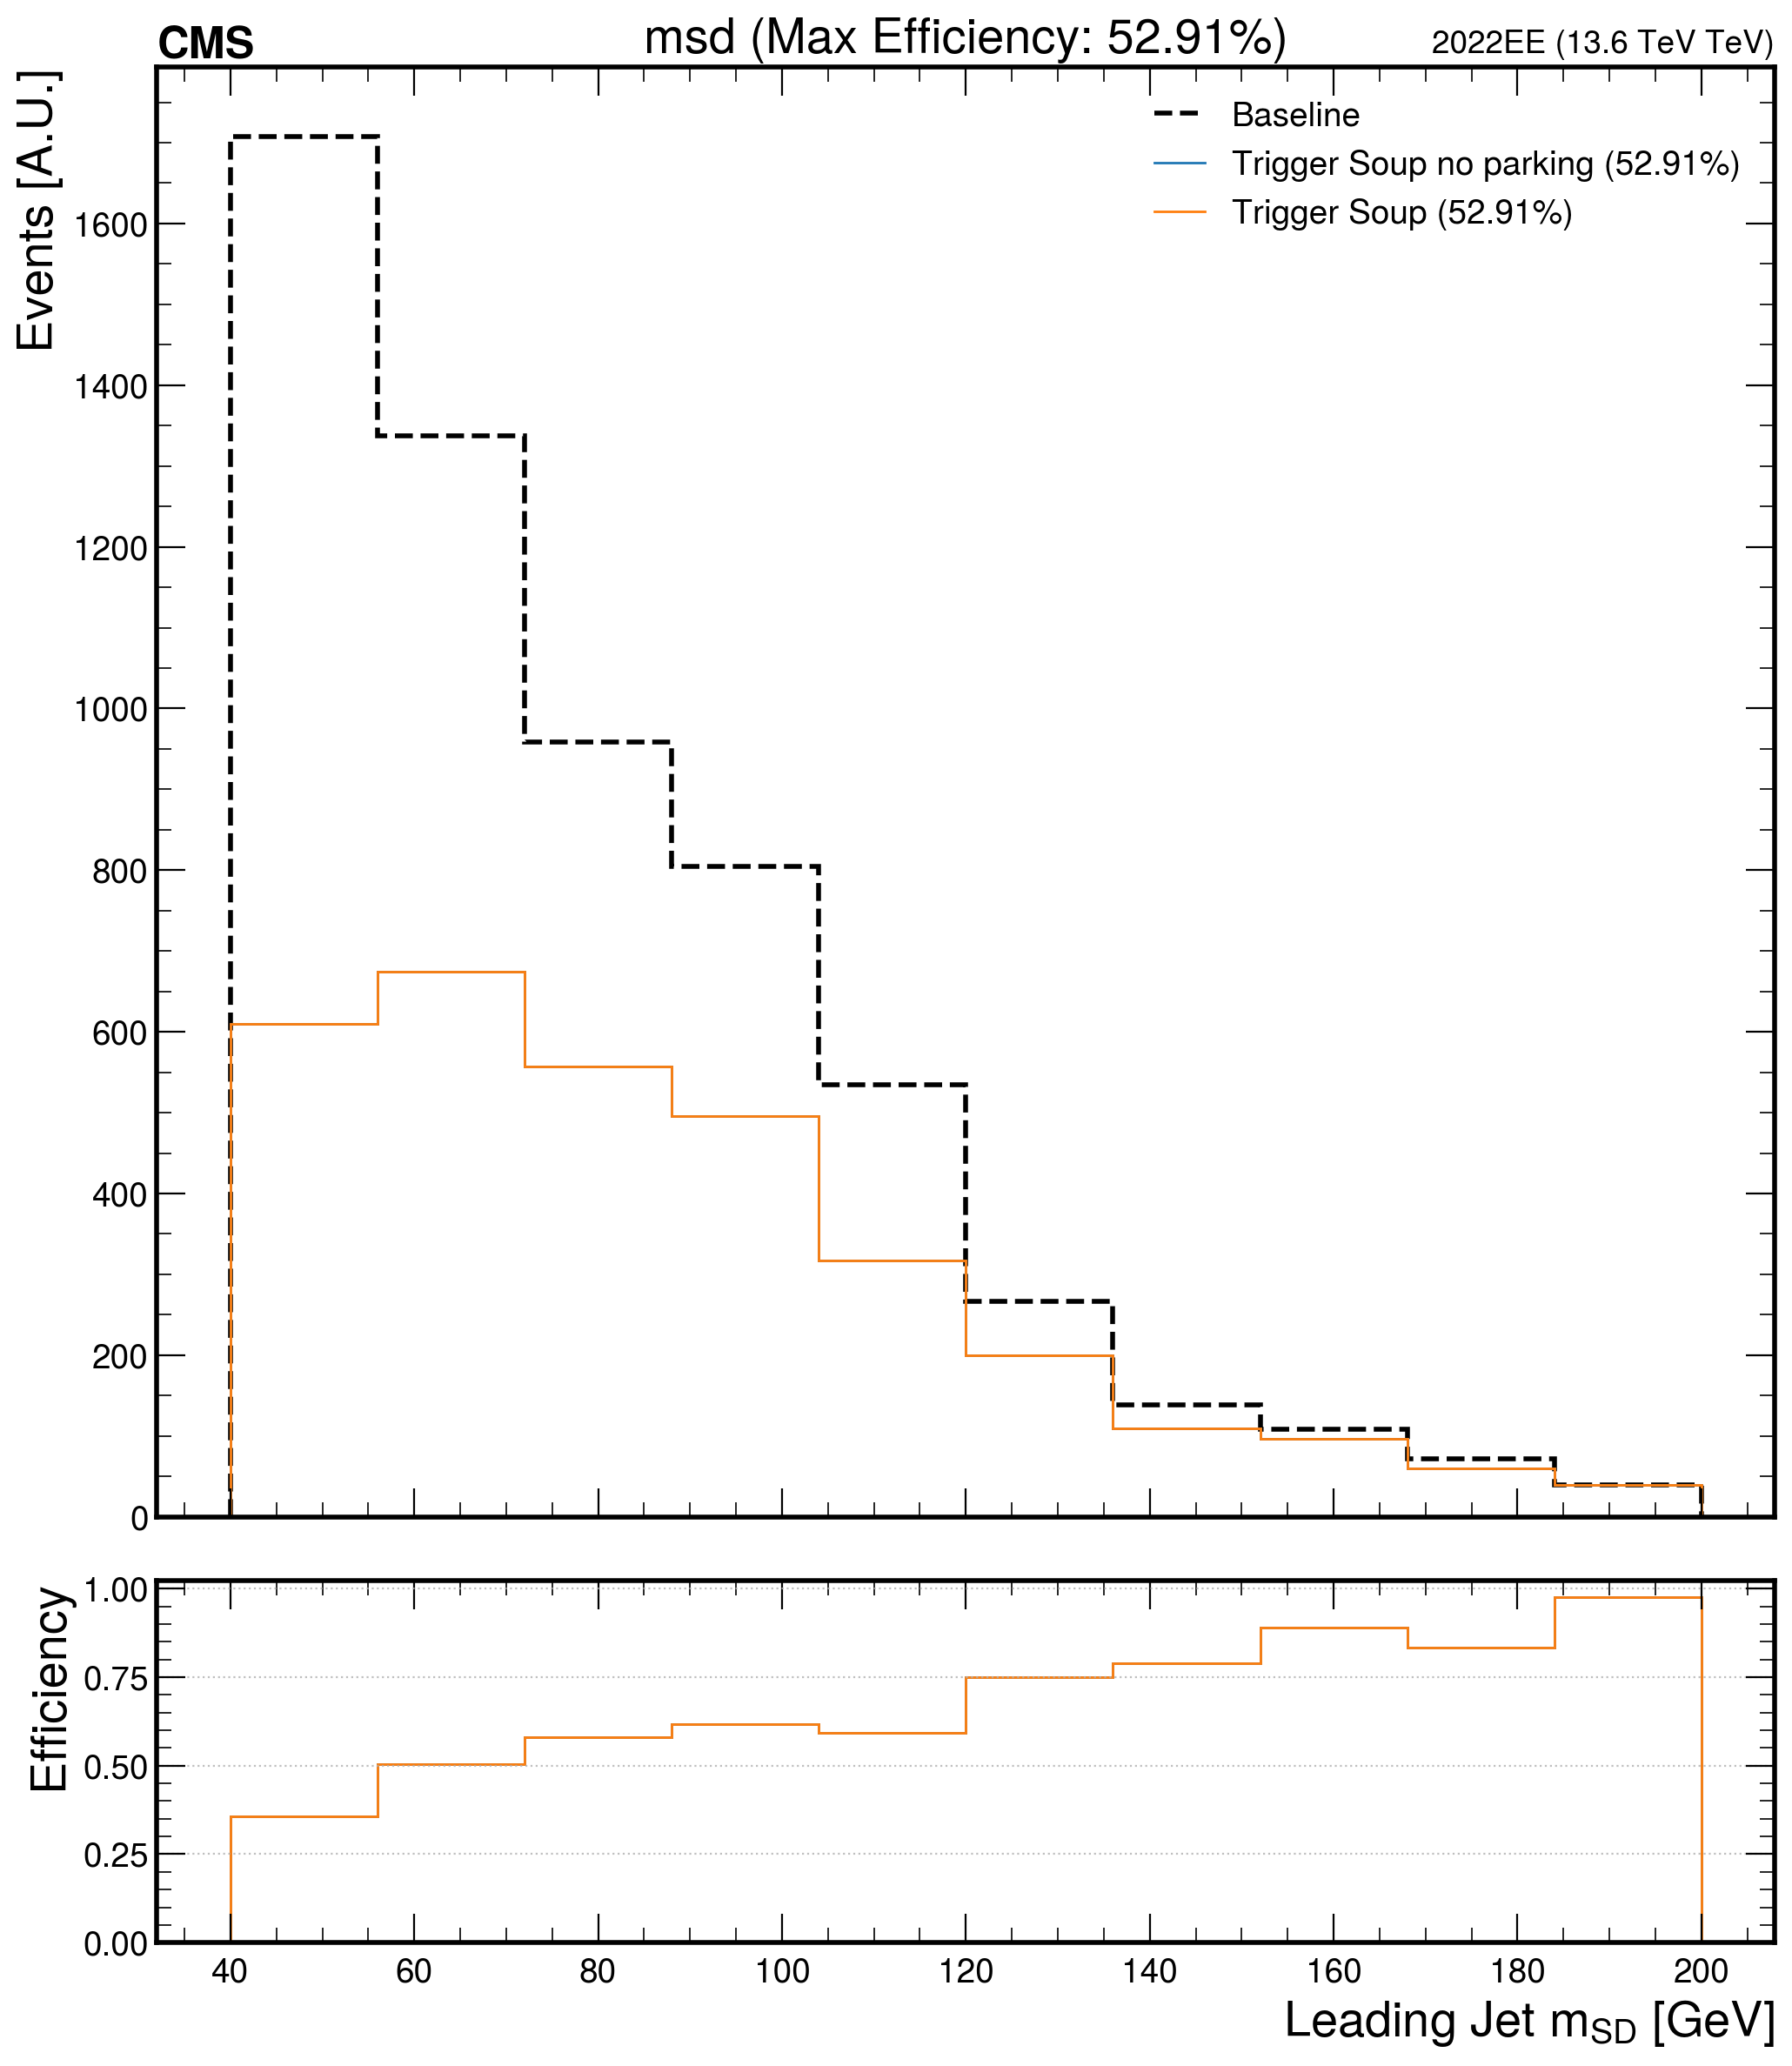 CMS
msd (Max Efficiency: 52.91%)
2022EE (13.6 TeV TeV)
Events [A.U.]
Baseline
Trigger Soup no parking (52.91%)
Trigger Soup (52.91%)
1600
1400
1200
1000
800
600
400
200
0
Efficiency
1.00
0.75
0.50
0.25
0.00
40 60 80 100 120 140 160 180 200
Leading Jet m_SD [GeV]